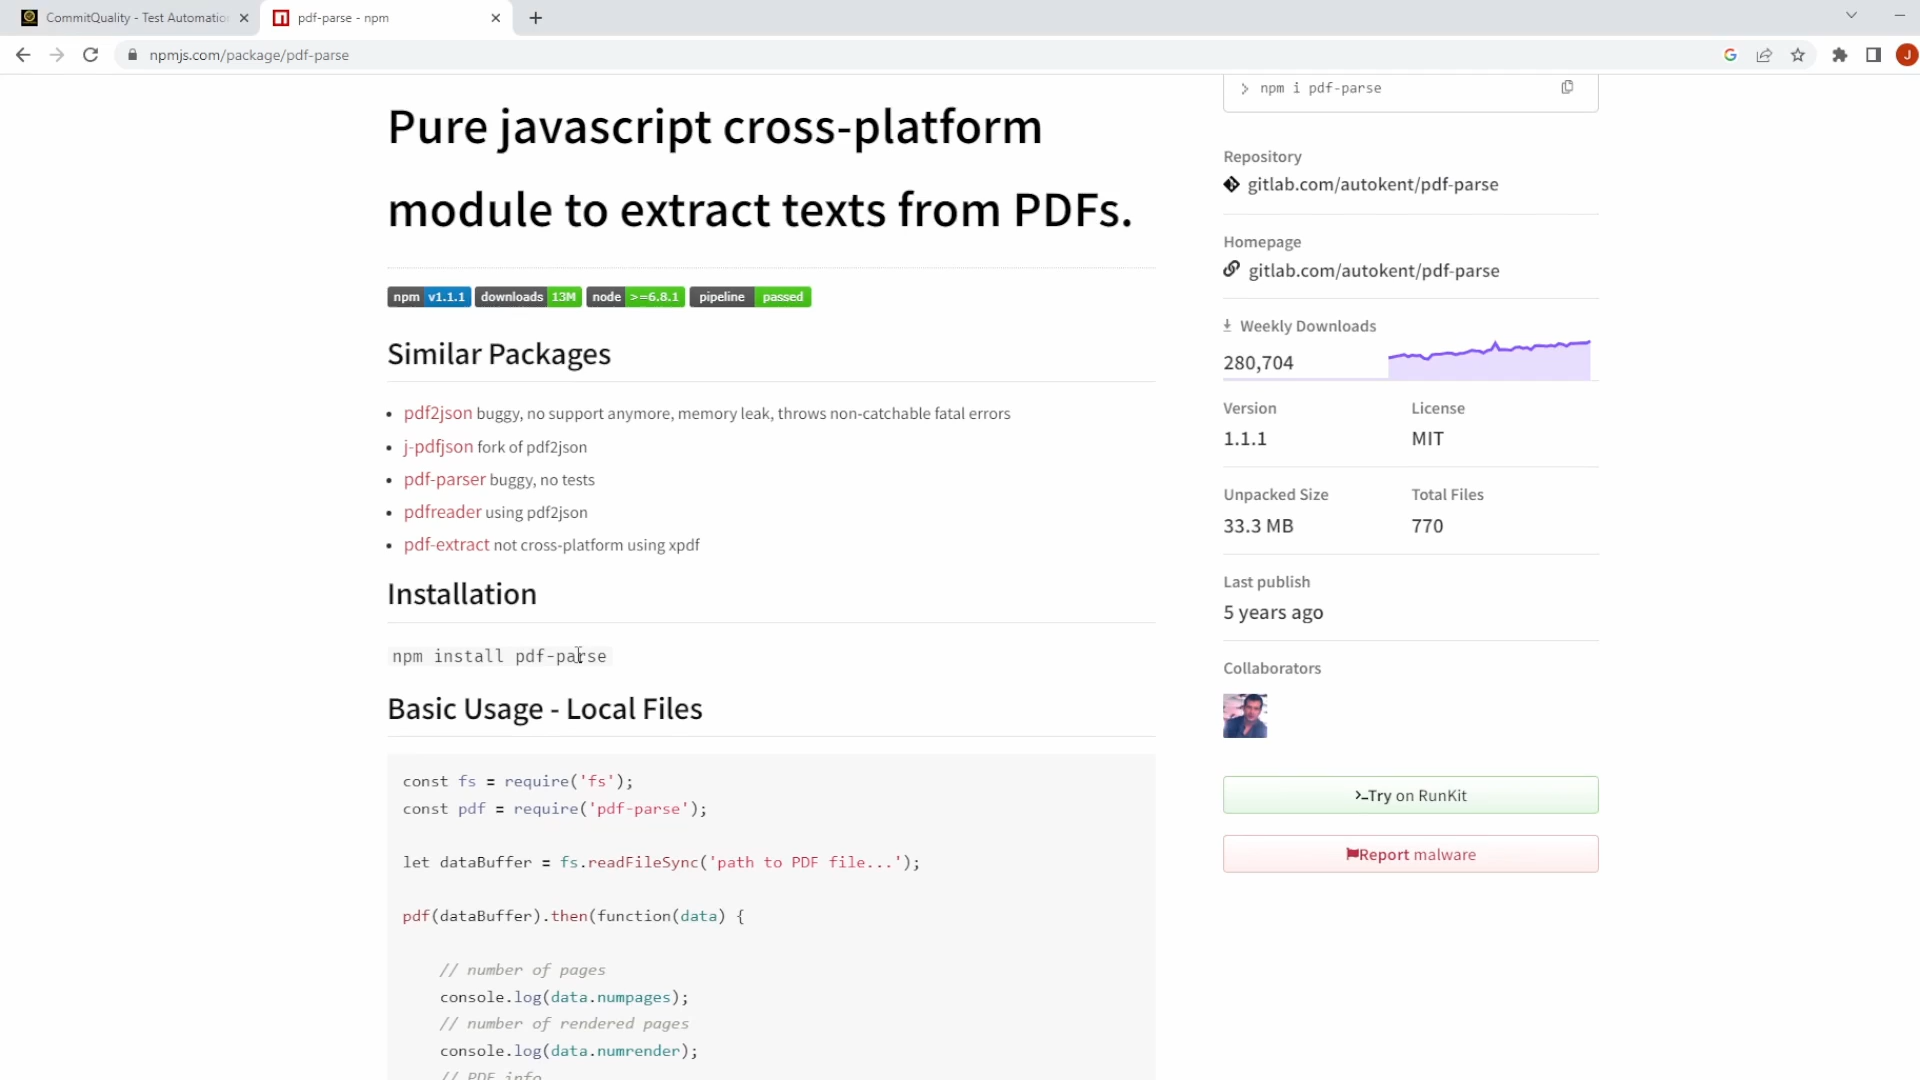 CommitQuality - Test Automatio
pdf-parse - npm
npmjs.com/package/pdf-parse
J
Pure javascript cross-platform
module to extract texts from PDFs.
npm v1.1.1 downloads 13M node >=6.8.1 pipeline passed
Similar Packages
• pdf2json buggy, no support anymore, memory leak, throws non-catchable fatal errors
• j-pdfjson fork of pdf2json
• pdf-parser buggy, no tests
• pdfreader using pdf2json
• pdf-extract not cross-platform using xpdf
Installation
npm install pdf-parse
Basic Usage - Local Files
const fs = require('fs');
const pdf = require('pdf-parse');
let dataBuffer = fs.readFileSync('path to PDF file...');
pdf(dataBuffer).then(function(data) {
// number of pages
console.log(data.numpages);
// number of rendered pages
console.log(data.numrender);
// PDF info
> npm i pdf-parse
Repository
gitlab.com/autokent/pdf-parse
Homepage
gitlab.com/autokent/pdf-parse
Weekly Downloads
280,704
Version License
1.1.1 MIT
Unpacked Size Total Files
33.3 MB 770
Last publish
5 years ago
Collaborators
>_Try on RunKit
Report malware